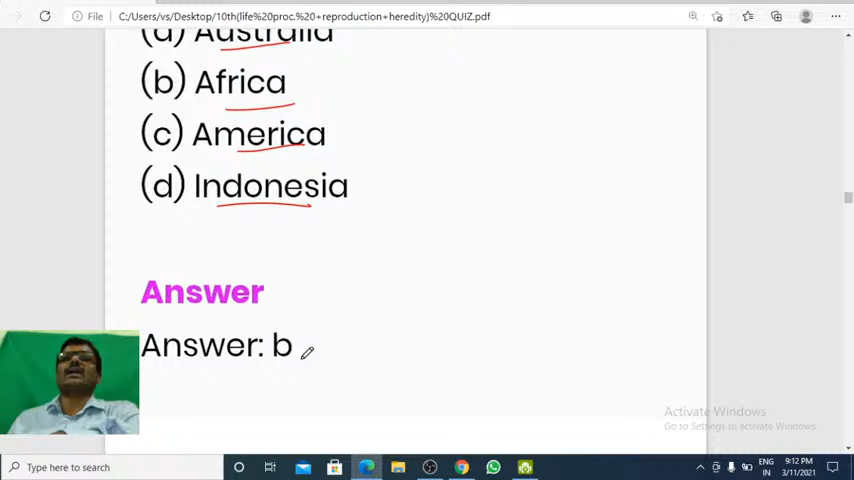 File
C:/Users/vs/Desktop/10th(life%20proc.%20+reproduction+heredity)%20QUIZ.pdf
(a) Australia
(b) Africa
(c) America
(d) Indonesia
Answer
Answer: b
Activate Windows
Go to Settings to activate Windows.
Type here to search
ENG
IN
9:12 PM
3/11/2021